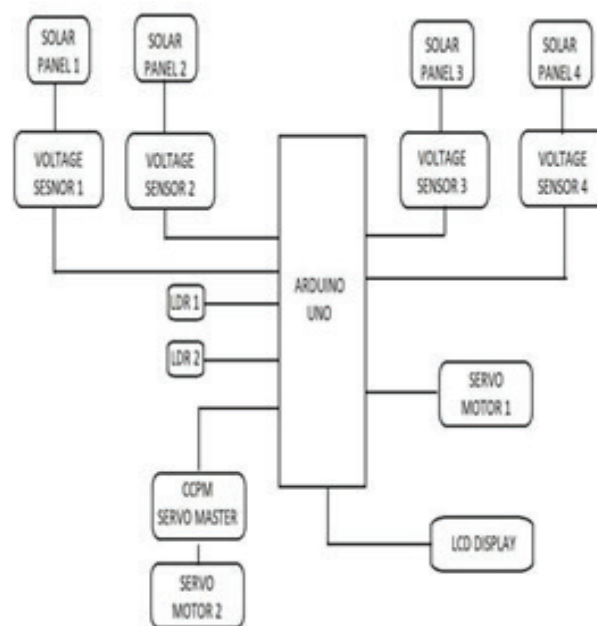 SOLAR
PANEL 1
SOLAR
PANEL 2
SOLAR
PANEL 3
SOLAR
PANEL 4
VOLTAGE
SESNOR 1
VOLTAGE
SENSOR 2
VOLTAGE
SENSOR 3
VOLTAGE
SENSOR 4
ARDUINO
UNO
LDR 1
LDR 2
SERVO
MOTOR 1
CCPM
SERVO MASTER
LCD DISPLAY
SERVO
MOTOR 2